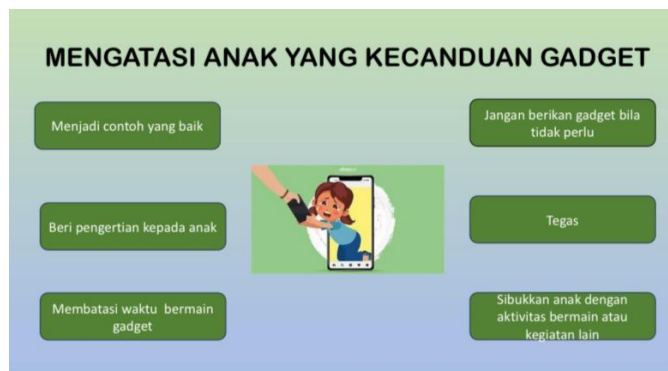 MENGATASI ANAK YANG KECANDUAN GADGET
Menjadi contoh yang baik
Beri pengertian kepada anak
Membatasi waktu bermain
gadget
Jangan berikan gadget bila
tidak perlu
Tegas
Sibukkan anak dengan
aktivitas bermain atau
kegiatan lain